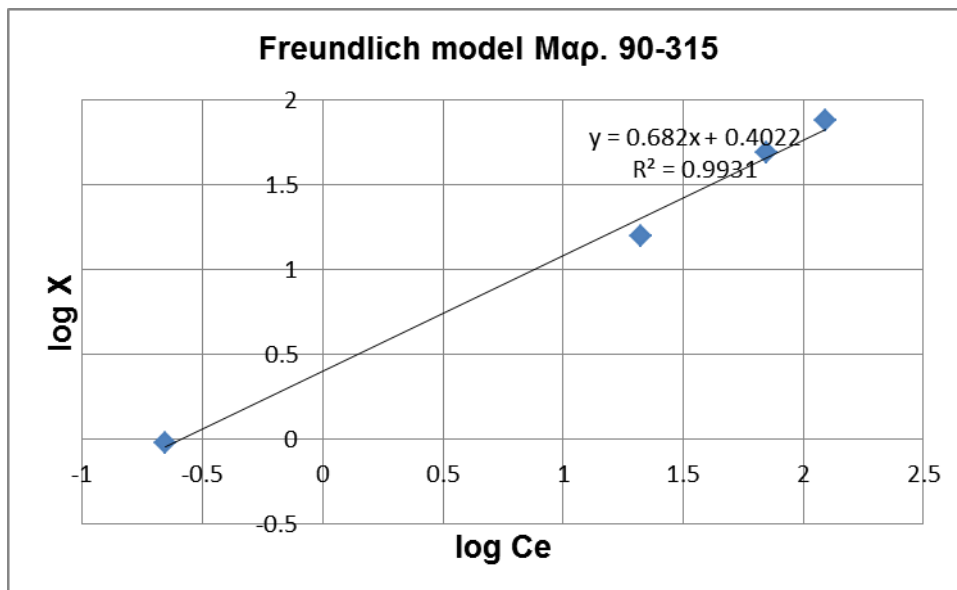 Freundlich model Μαρ. 90-315
2
y = 0.682x + 0.4022
R² = 0.9931
1.5
1
log X
0.5
0
-1 -0.5 0 0.5 1 1.5 2 2.5
-0.5
log Ce